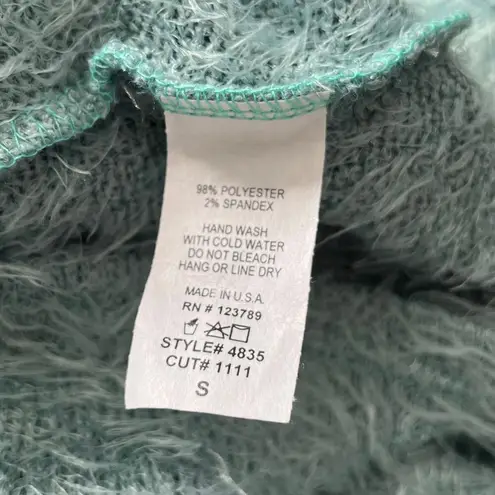 98% POLYESTER
2% SPANDEX
HAND WASH
WITH COLD WATER
DO NOT BLEACH
HANG OR LINE DRY
MADE IN U.S.A.
RN # 123789
STYLE# 4835
CUT# 1111
S